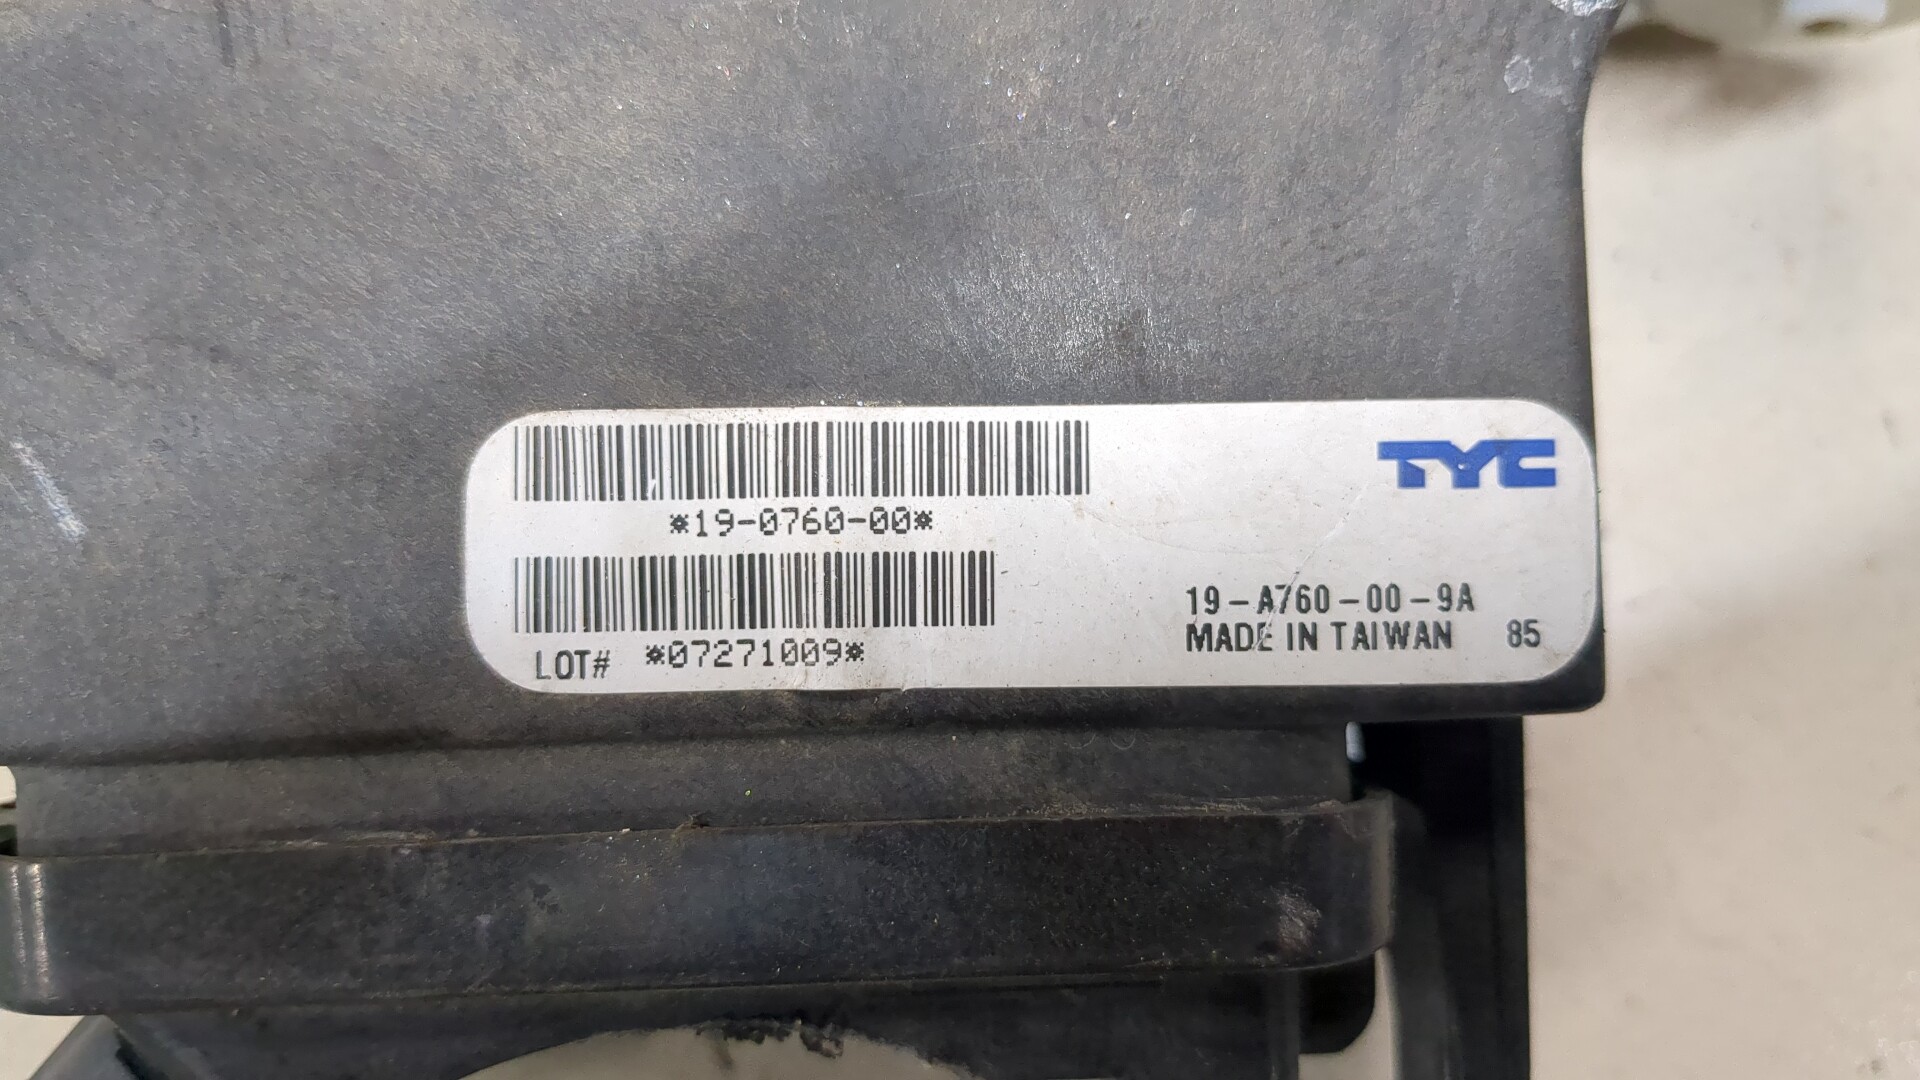 TYC
*19-0760-00*
19-A760-00-9A
MADE IN TAIWAN 85
LOT# *07271009*